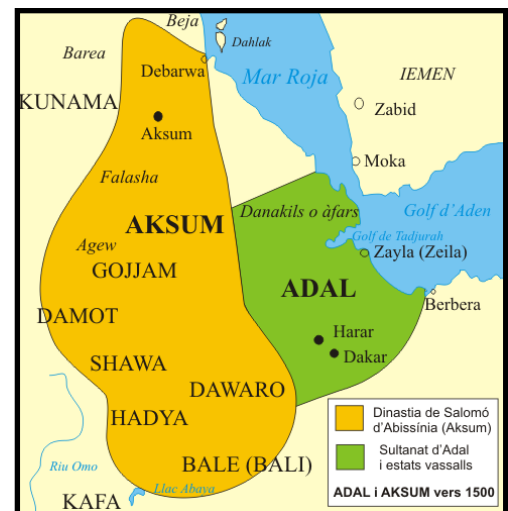 Beja
Dahlak
Barea
Debarwa
Mar Roja
IEMEN
KUNAMA
Zabid
Aksum
Moka
Falasha
Danakils o àfars
Golf d'Aden
AKSUM
Golf de Tadjurah
Agew
Zayla (Zeila)
GOJJAM
ADAL
Berbera
DAMOT
Harar
Dakar
SHAWA
DAWARO
HADYA
Dinastia de Salomó
d'Abissínia (Aksum)
Sultanat d'Adal
i estats vassalls
ADAL i AKSUM vers 1500
Riu Omo
BALE (BALI)
Llac Abaya
KAFA